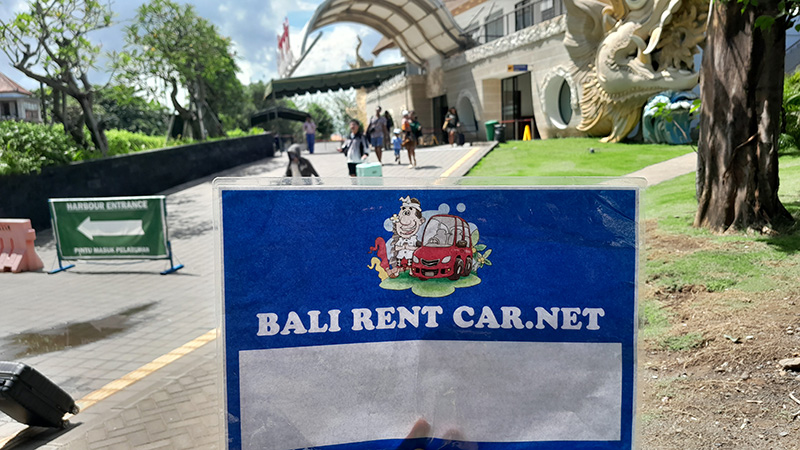 HARBOUR ENTRANCE
PINTU MASUK PELABUHAN
BALI RENT CAR.NET